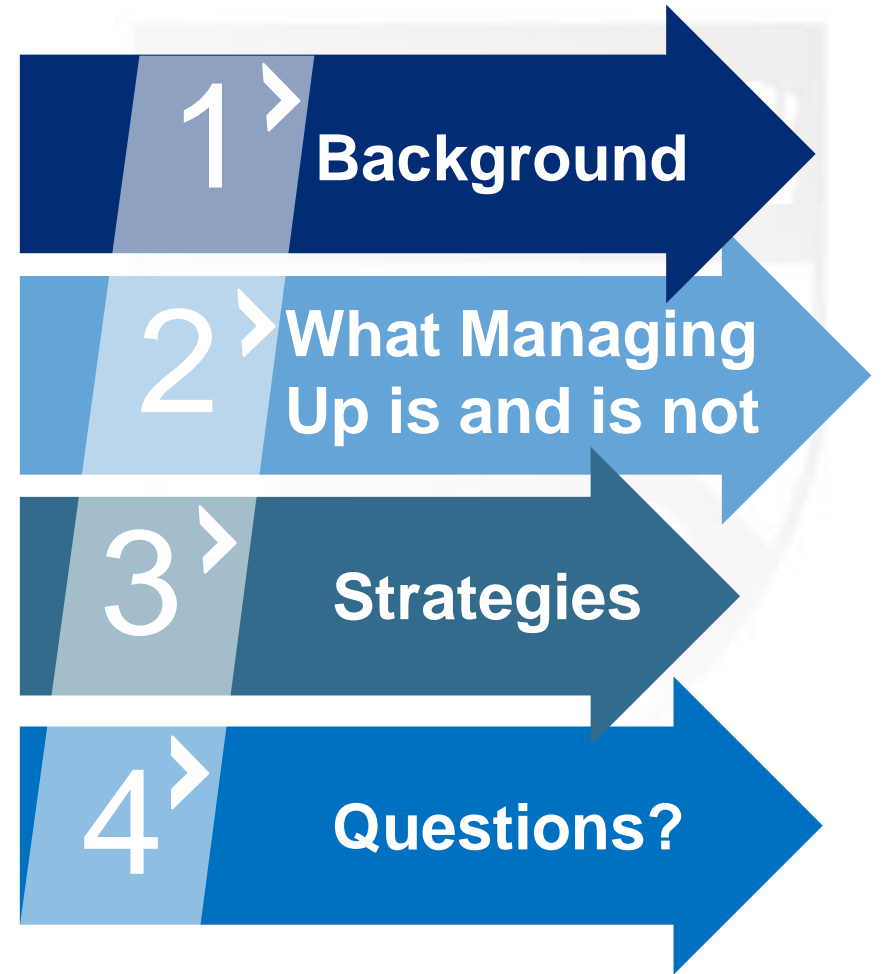 1
Background
2
What Managing
Up is and is not
3
Strategies
4
Questions?